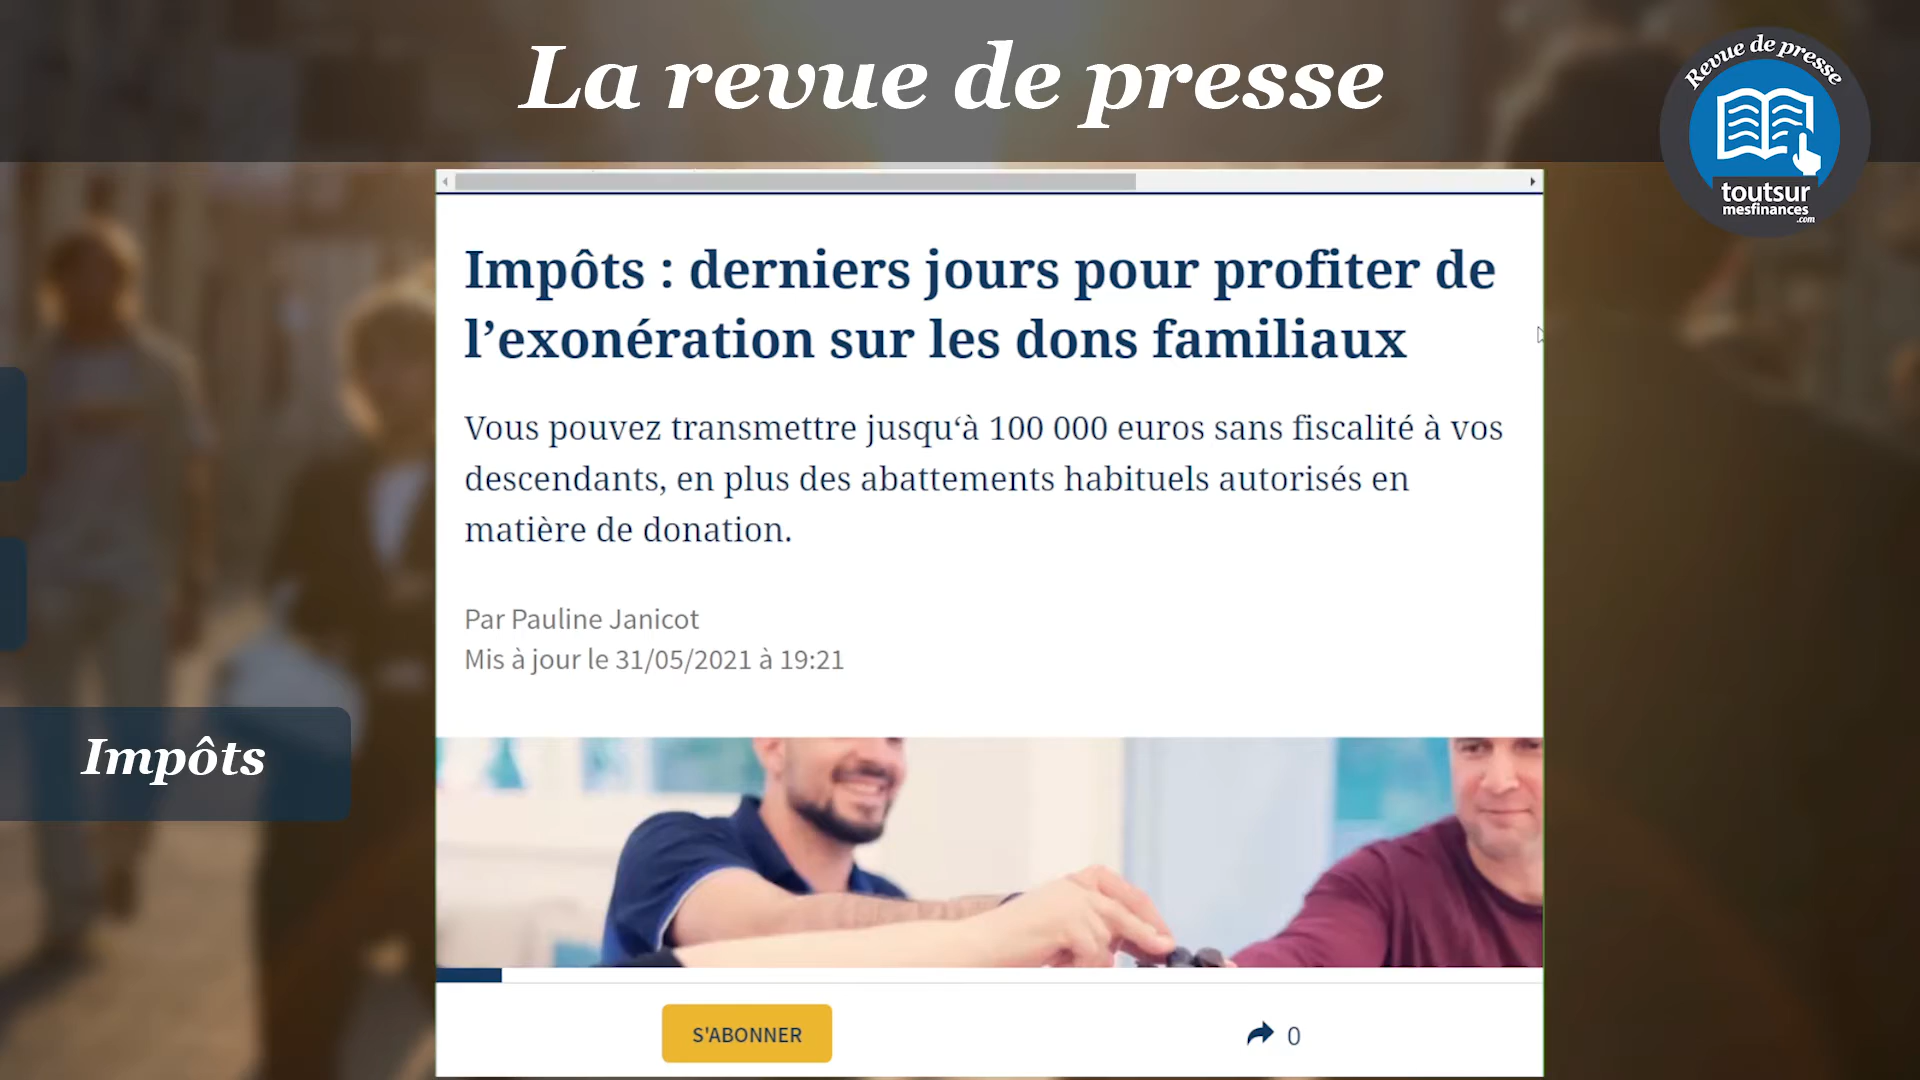 La revue de presse
Revue de presse
toutsur
mesfinances
.com
Impôts : derniers jours pour profiter de
l’exonération sur les dons familiaux
Vous pouvez transmettre jusqu‘à 100 000 euros sans fiscalité à vos
descendants, en plus des abattements habituels autorisés en
matière de donation.
Par Pauline Janicot
Mis à jour le 31/05/2021 à 19:21
Impôts
S'ABONNER
0